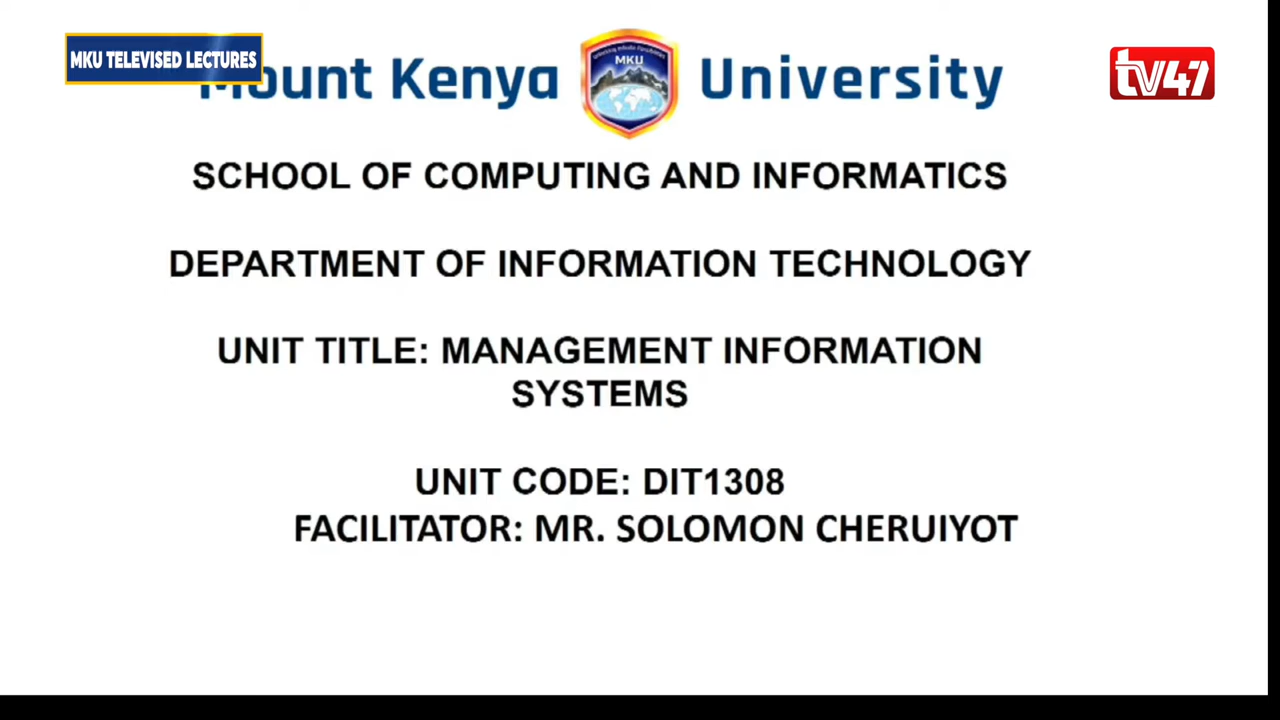 MKU TELEVISED LECTURES
Mount Kenya University
MKU
tv47
SCHOOL OF COMPUTING AND INFORMATICS
DEPARTMENT OF INFORMATION TECHNOLOGY
UNIT TITLE: MANAGEMENT INFORMATION
SYSTEMS
UNIT CODE: DIT1308
FACILITATOR: MR. SOLOMON CHERUIYOT